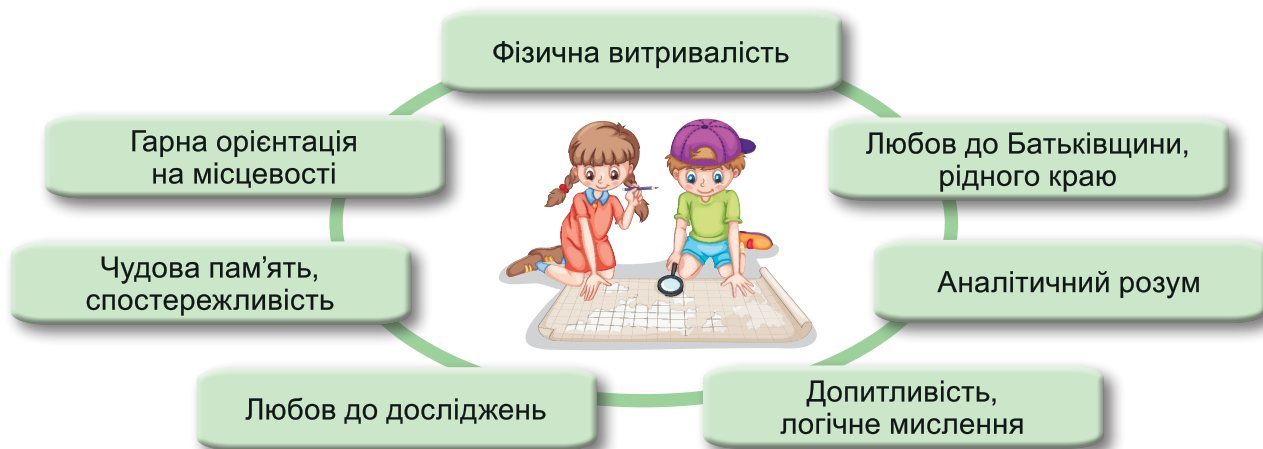 Фізична витривалість
Гарна орієнтація
на місцевості
Любов до Батьківщини,
рідного краю
Чудова пам’ять,
спостережливість
Аналітичний розум
Любов до досліджень
Допитливість,
логічне мислення